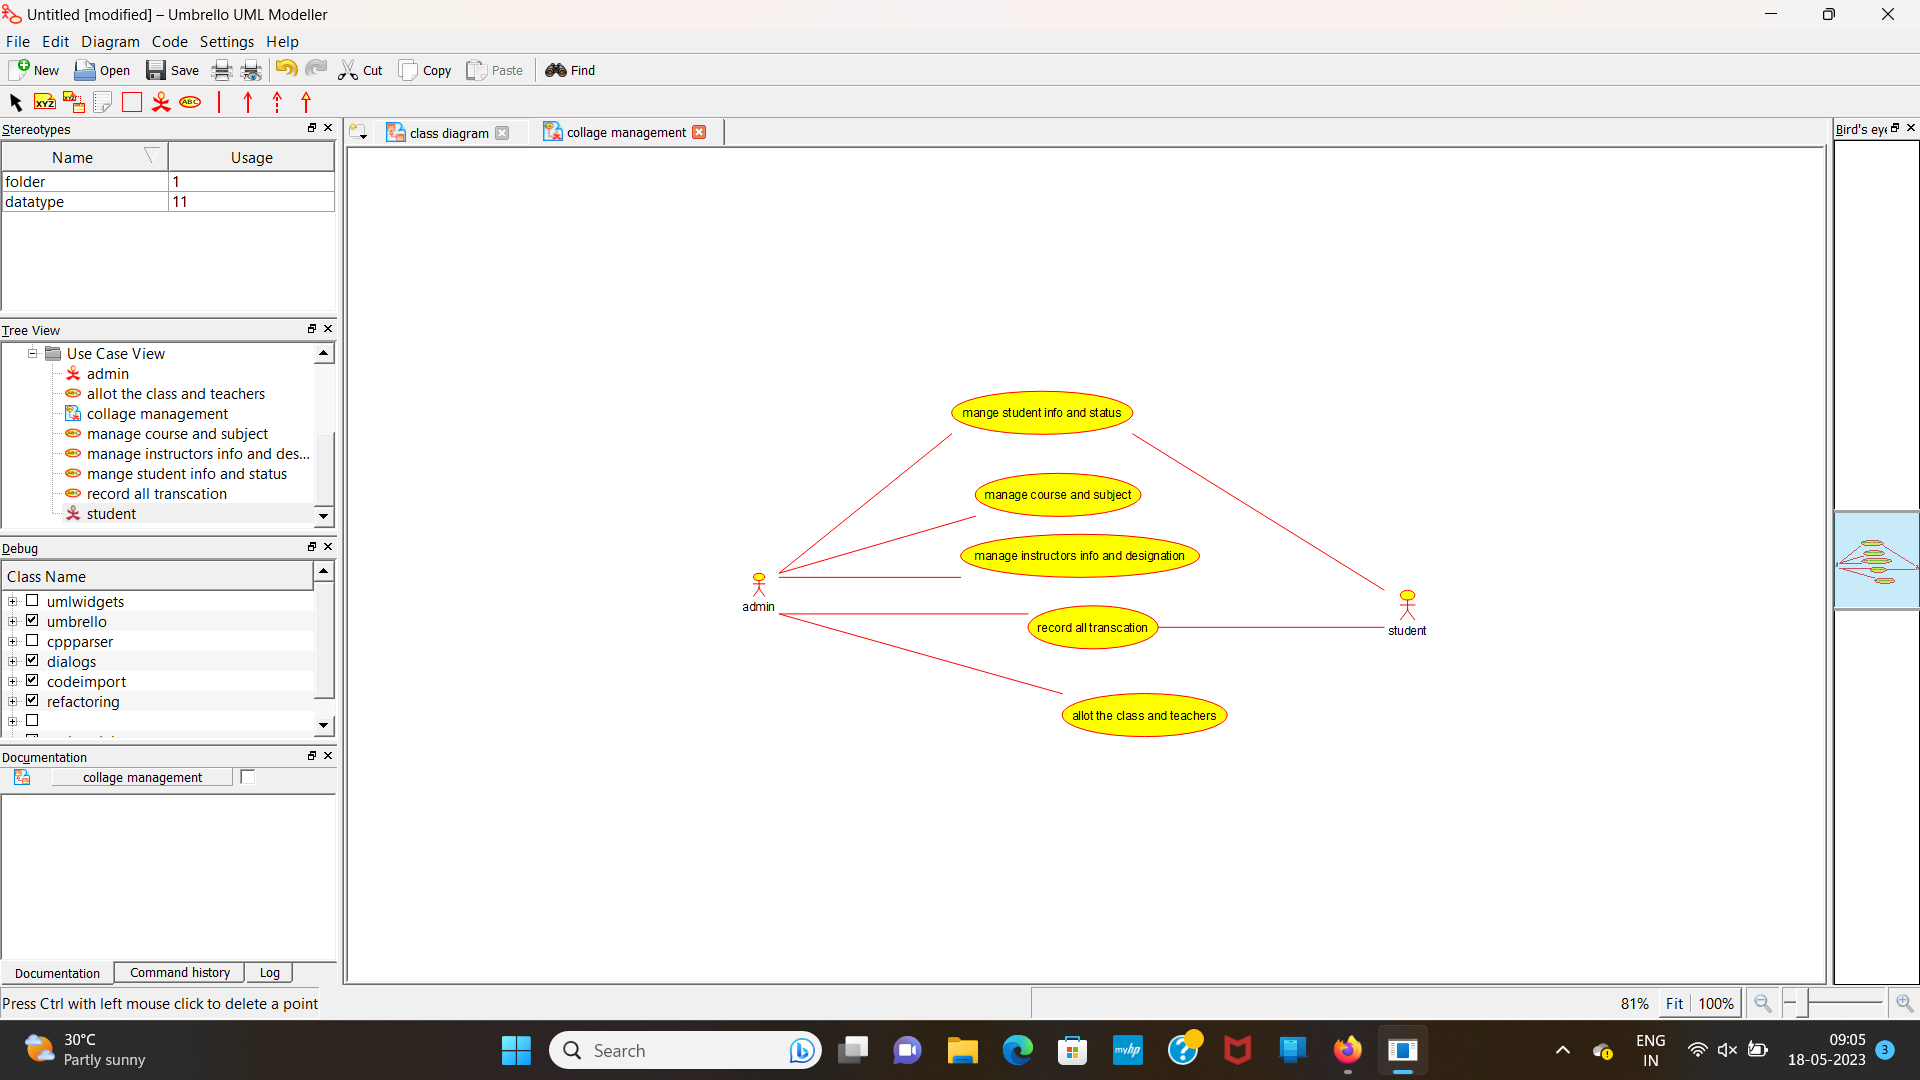 Untitled [modified] – Umbrello UML Modeller
File Edit Diagram Code Settings Help
New Open Save Cut Copy Paste Find
XYZ XYZ ABC
Stereotypes
Name Usage
folder 1
datatype 11
Tree View
Use Case View
admin
allot the class and teachers
collage management
manage course and subject
manage instructors info and des...
mange student info and status
record all transcation
student
Debug
Class Name
umlwidgets
umbrello
cppparser
dialogs
codeimport
refactoring
Documentation
collage management
Documentation Command history Log
Press Ctrl with left mouse click to delete a point
class diagram collage management
mange student info and status
manage course and subject
manage instructors info and designation
admin
record all transcation
student
allot the class and teachers
Bird's eye
81% Fit 100%
30°C
Partly sunny
Search
myhp
ENG
IN
09:05
18-05-2023
3